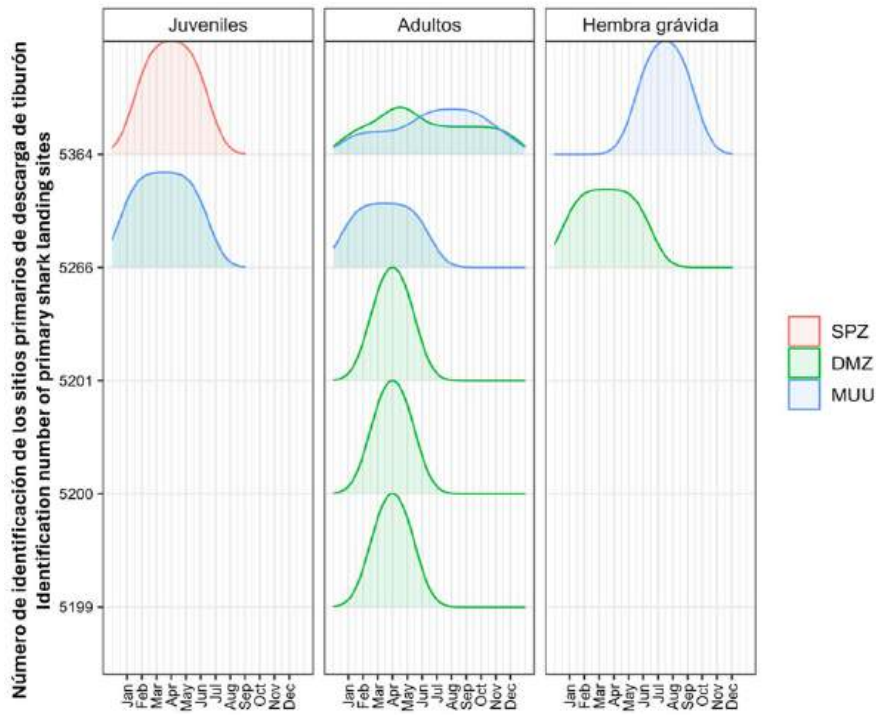 Juveniles
Adultos
Hembra grávida
Número de identificación de los sitios primarios de descarga de tiburón
Identification number of primary shark landing sites
5364
5266
5201
5200
5199
SPZ
DMZ
MUU
Jan Feb Mar Apr May Jun Jul Aug Sep Oct Nov Dec
Jan Feb Mar Apr May Jun Jul Aug Sep Oct Nov Dec
Jan Feb Mar Apr May Jun Jul Aug Sep Oct Nov Dec